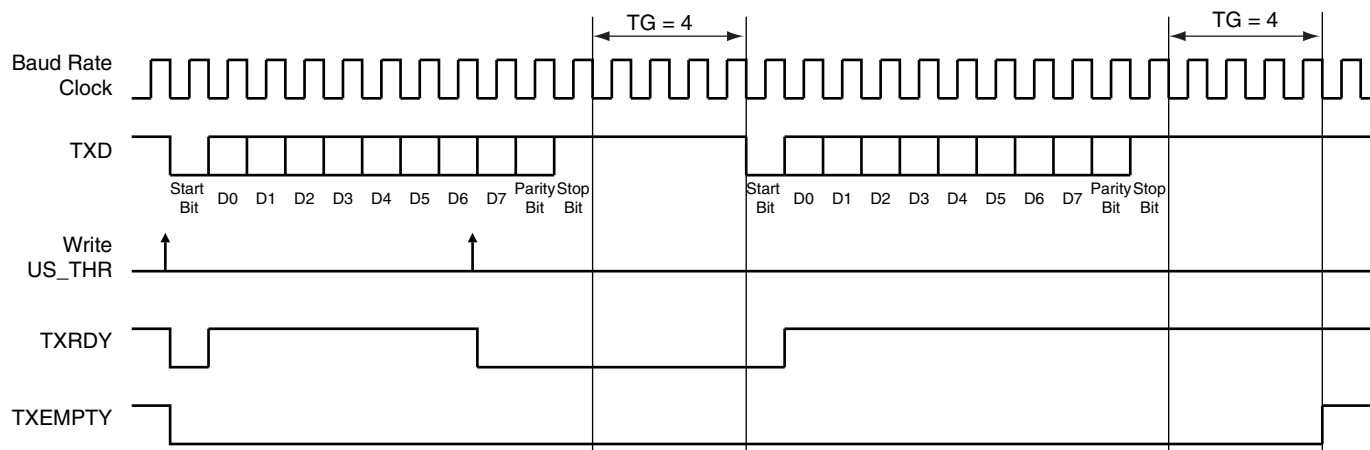 TG = 4
TG = 4
Baud Rate
Clock
TXD
Start
Bit
D0 D1 D2 D3 D4 D5 D6 D7
Parity
Bit
Stop
Bit
Start
Bit
D0 D1 D2 D3 D4 D5 D6 D7
Parity
Bit
Stop
Bit
Write
US_THR
TXRDY
TXEMPTY